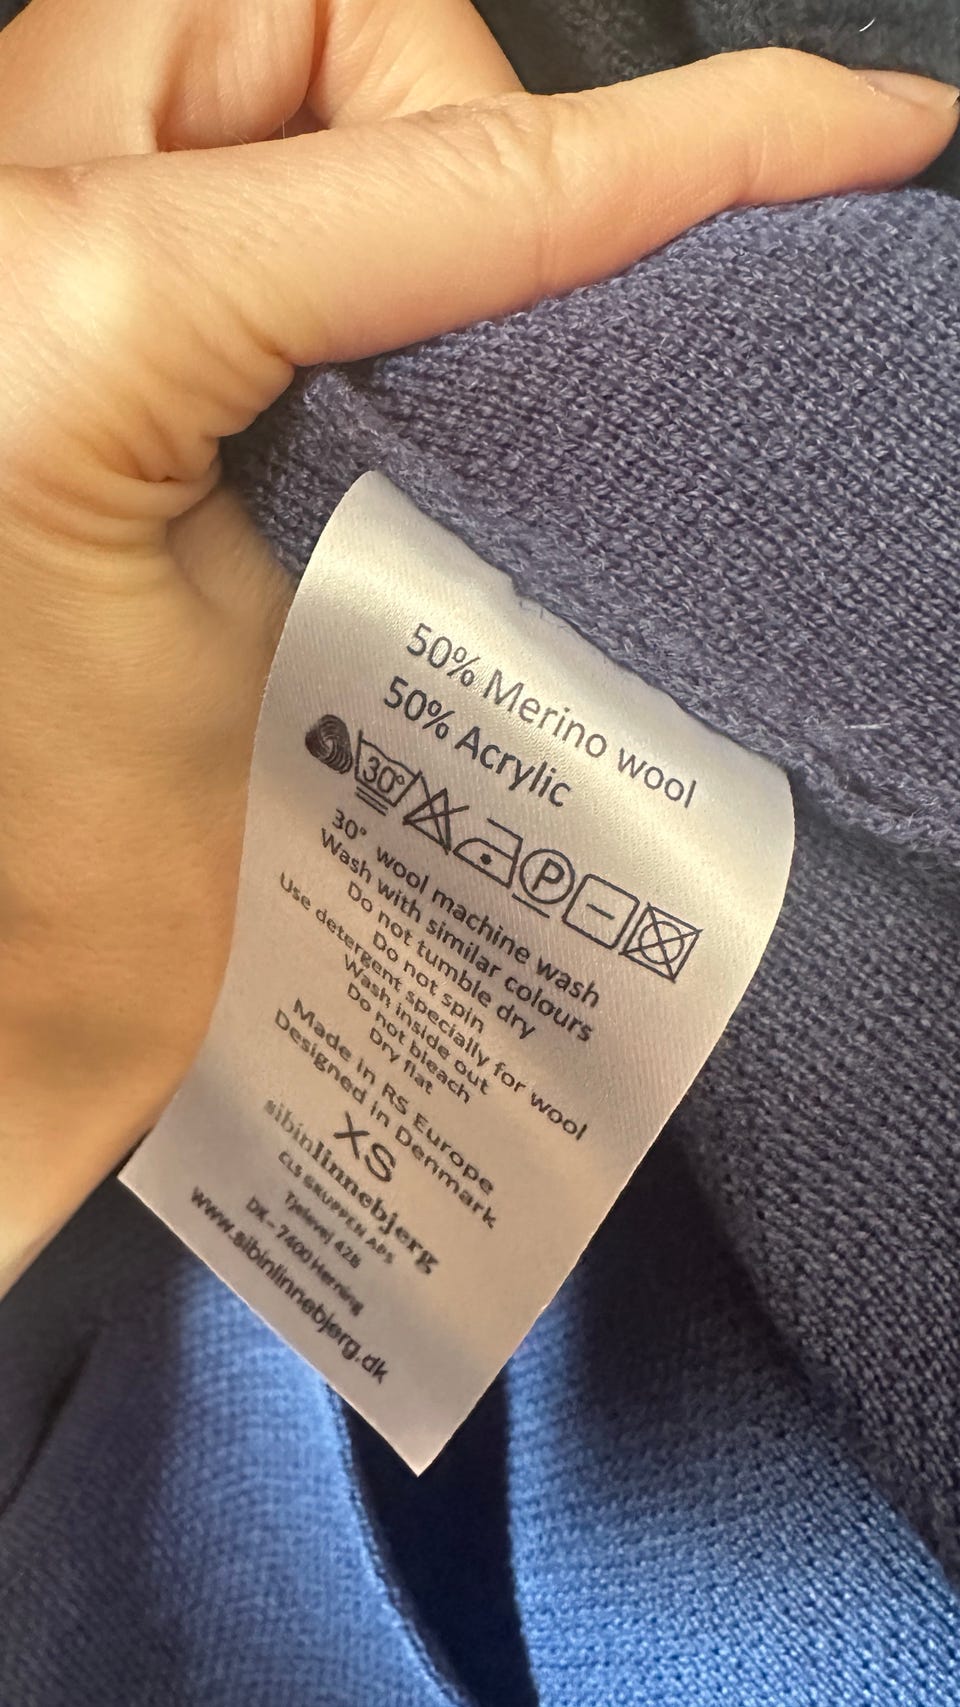 50% Merino wool
50% Acrylic
30°
P
30° wool machine wash
Wash with similar colours
Do not tumble dry
Do not spin
Use detergent specially for wool
Wash inside out
Do not bleach
Dry flat
Made in RS Europe
Designed in Denmark
XS
sibinlinnebjerg
CLS GRUPPEN APS
Tjelevej 42B
DK-7400 Herning
www.sibinlinnebjerg.dk